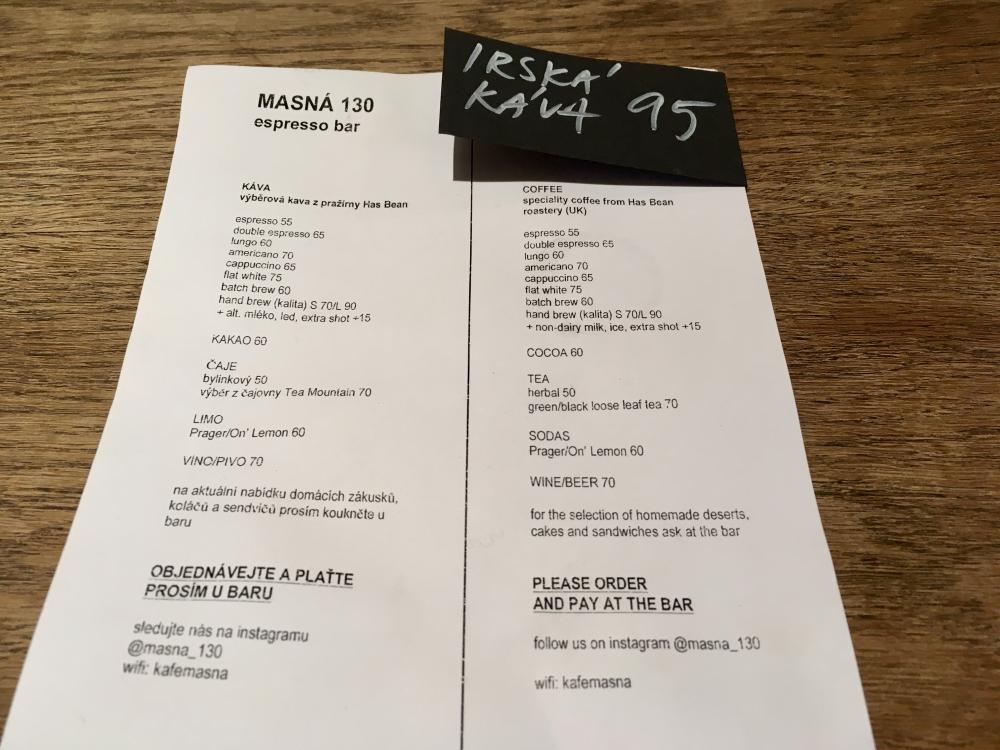 IRSKÁ
KÁVA 95
MASNÁ 130
espresso bar
KÁVA
výběrová kava z pražírny Has Bean
espresso 55
double espresso 65
lungo 60
americano 70
cappuccino 65
flat white 75
batch brew 60
hand brew (kalita) S 70/L 90
+ alt. mléko, led, extra shot +15
KAKAO 60
ČAJE
bylinkový 50
výběr z čajovny Tea Mountain 70
LIMO
Prager/On' Lemon 60
VÍNO/PIVO 70
na aktuální nabídku domácích zákusků,
koláčů a sendvičů prosím koukněte u
baru
OBJEDNÁVEJTE A PLAŤTE
PROSÍM U BARU
sledujte nás na instagramu
@masna_130
wifi: kafemasna
COFFEE
speciality coffee from Has Bean
roastery (UK)
espresso 55
double espresso 65
lungo 60
americano 70
cappuccino 65
flat white 75
batch brew 60
hand brew (kalita) S 70/L 90
+ non-dairy milk, ice, extra shot +15
COCOA 60
TEA
herbal 50
green/black loose leaf tea 70
SODAS
Prager/On' Lemon 60
WINE/BEER 70
for the selection of homemade deserts,
cakes and sandwiches ask at the bar
PLEASE ORDER
AND PAY AT THE BAR
follow us on instagram @masna_130
wifi: kafemasna